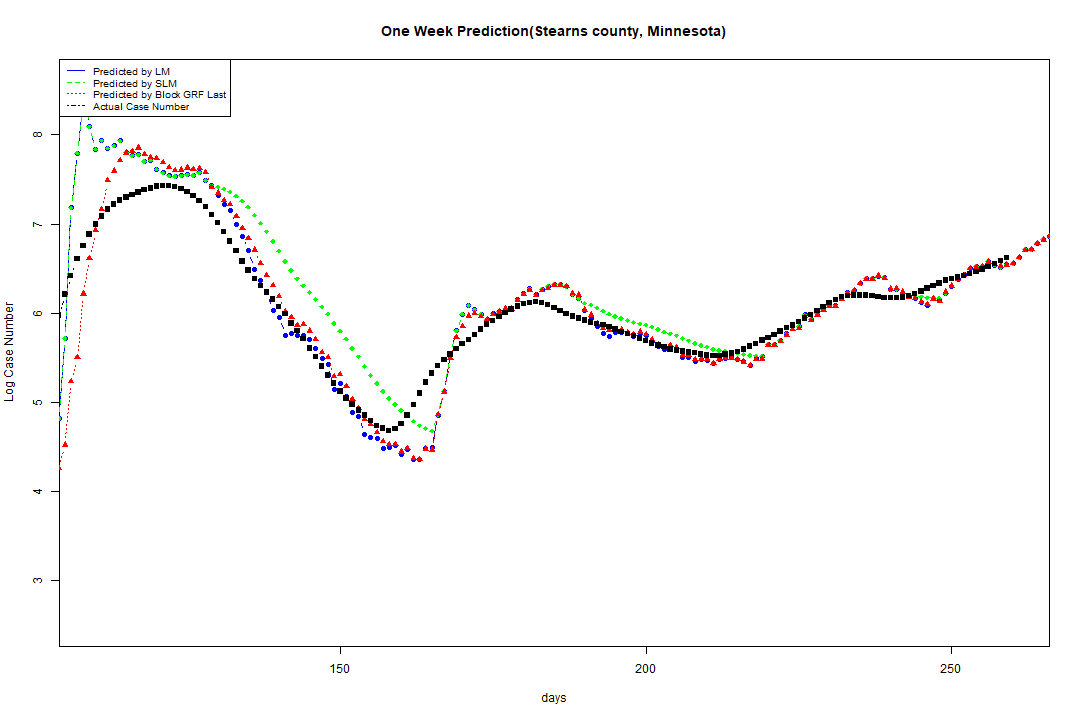 One Week Prediction(Stearns county, Minnesota)
Predicted by LM
Predicted by SLM
Predicted by Block GRF Last
Actual Case Number
Log Case Number
8
7
6
5
4
3
150
200
250
days